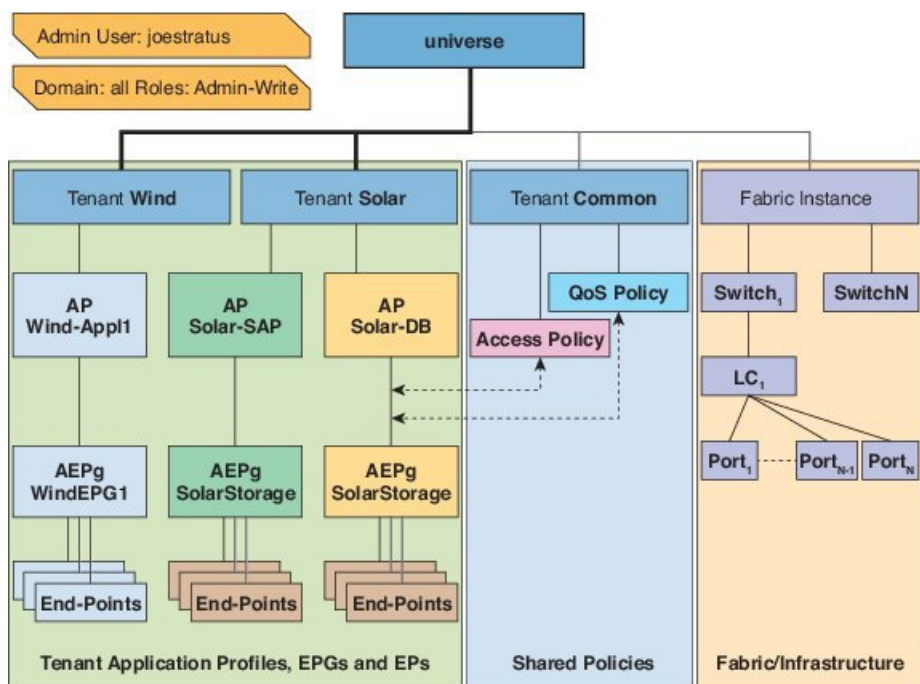 Admin User: joestratus
Domain: all Roles: Admin-Write
universe
Tenant Wind
Tenant Solar
Tenant Common
Fabric Instance
AP
Wind-Appl1
AP
Solar-SAP
AP
Solar-DB
QoS Policy
Access Policy
Switch1
SwitchN
LC1
AEPg
WindEPG1
AEPg
SolarStorage
AEPg
SolarStorage
Port1
PortN-1
PortN
End-Points
End-Points
End-Points
Tenant Application Profiles, EPGs and EPs
Shared Policies
Fabric/Infrastructure